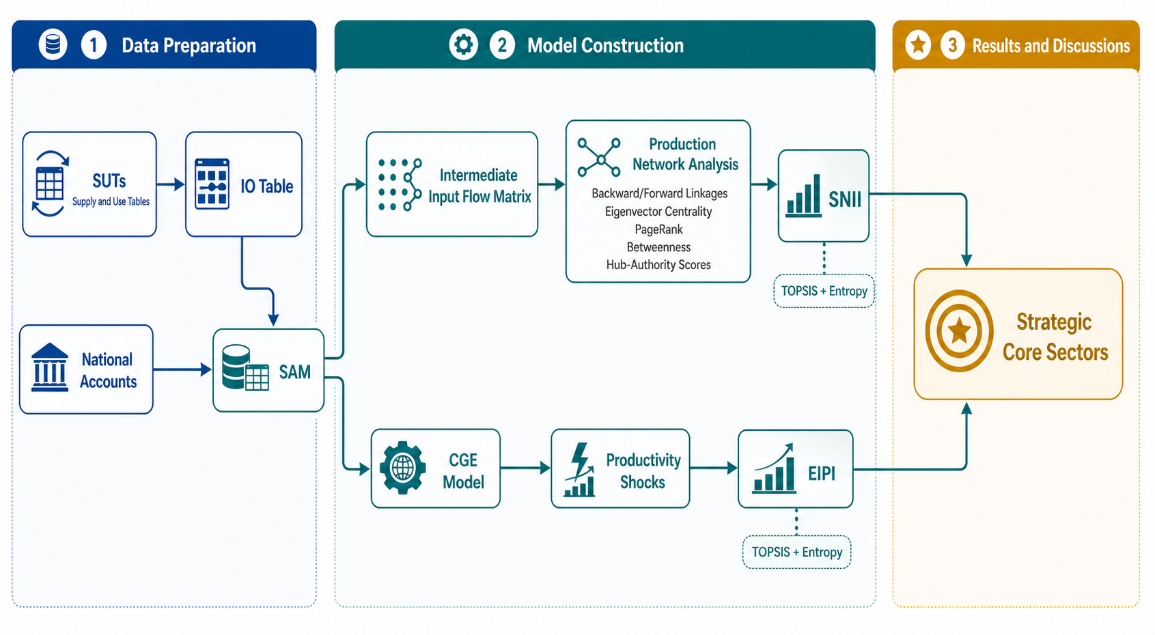 1 Data Preparation
2 Model Construction
3 Results and Discussions
SUTs
Supply and Use Tables
IO Table
National
Accounts
SAM
Intermediate
Input Flow Matrix
Production
Network Analysis
Backward/Forward Linkages
Eigenvector Centrality
PageRank
Betweenness
Hub-Authority Scores
SNII
TOPSIS + Entropy
CGE
Model
Productivity
Shocks
EIPI
TOPSIS + Entropy
Strategic
Core Sectors